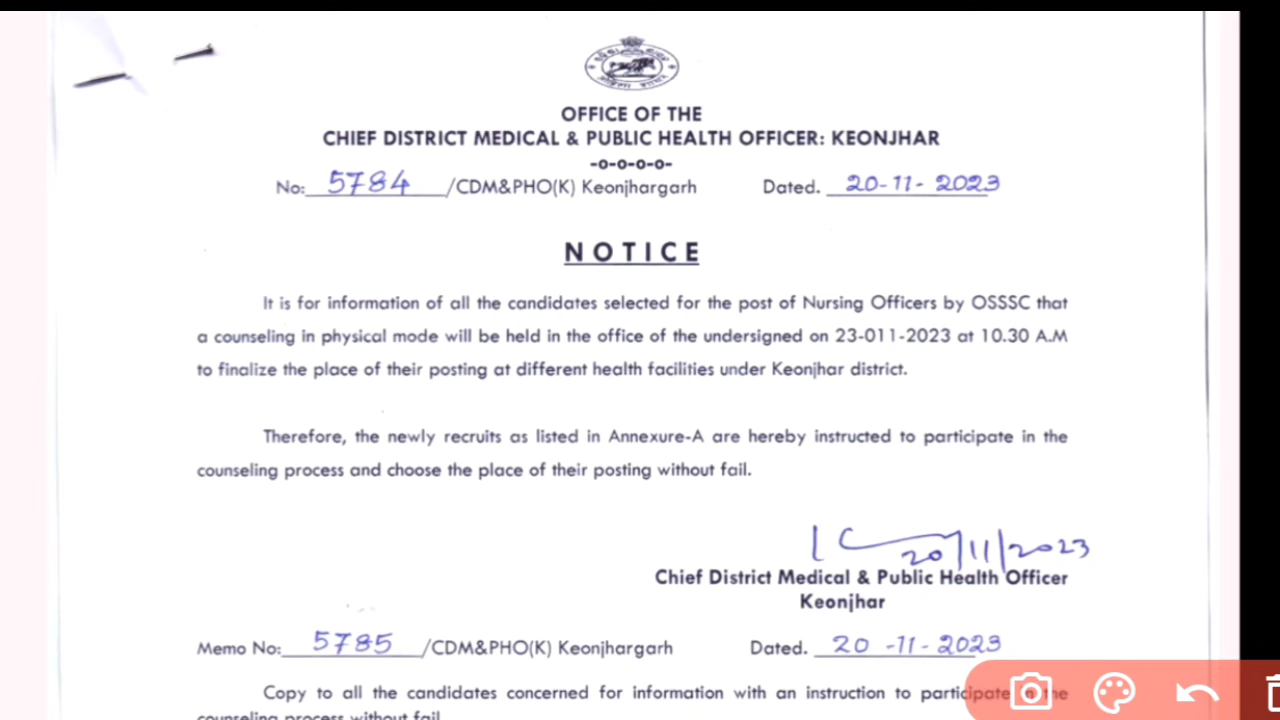 OFFICE OF THE
CHIEF DISTRICT MEDICAL & PUBLIC HEALTH OFFICER: KEONJHAR
-o-o-o-o-
No: 5784 /CDM&PHO(K) Keonjhargarh Dated. 20-11-2023
NOTICE
It is for information of all the candidates selected for the post of Nursing Officers by OSSSC that
a counseling in physical mode will be held in the office of the undersigned on 23-011-2023 at 10.30 A.M
to finalize the place of their posting at different health facilities under Keonjhar district.
Therefore, the newly recruits as listed in Annexure-A are hereby instructed to participate in the
counseling process and choose the place of their posting without fail.
20/11/2023
Chief District Medical & Public Health Officer
Keonjhar
Memo No: 5785 /CDM&PHO(K) Keonjhargarh Dated. 20-11-2023
Copy to all the candidates concerned for information with an instruction to participate in the
counseling process without fail